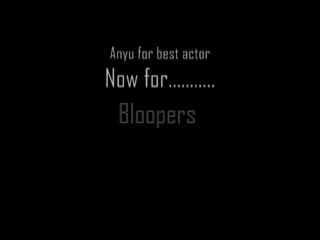 Anyu for best actor
Now for...........
Bloopers